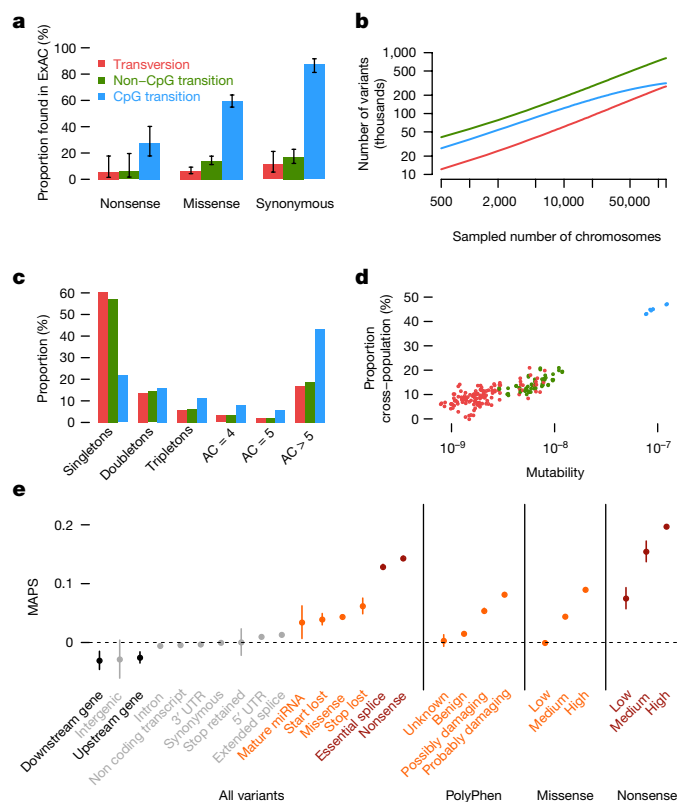 a
Proportion found in ExAC (%)
100
80
60
40
20
0
Transversion
Non–CpG transition
CpG transition
Nonsense
Missense
Synonymous
b
Number of variants
(thousands)
1,000
500
200
100
50
20
10
500
2,000
10,000
50,000
Sampled number of chromosomes
c
Proportion (%)
60
50
40
30
20
10
0
Singletons
Doubletons
Tripletons
AC = 4
AC = 5
AC > 5
d
Proportion
cross-population (%)
50
40
30
20
10
0
10⁻⁹
10⁻⁸
10⁻⁷
Mutability
e
MAPS
0.2
0.1
0
Downstream gene
Intergenic
Upstream gene
Intron
Non coding transcript
3′ UTR
Synonymous
Stop retained
5′ UTR
Extended splice
Mature miRNA
Start lost
Missense
Stop lost
Essential splice
Nonsense
Unknown
Benign
Possibly damaging
Probably damaging
Low
Medium
High
Low
Medium
High
All variants
PolyPhen
Missense
Nonsense